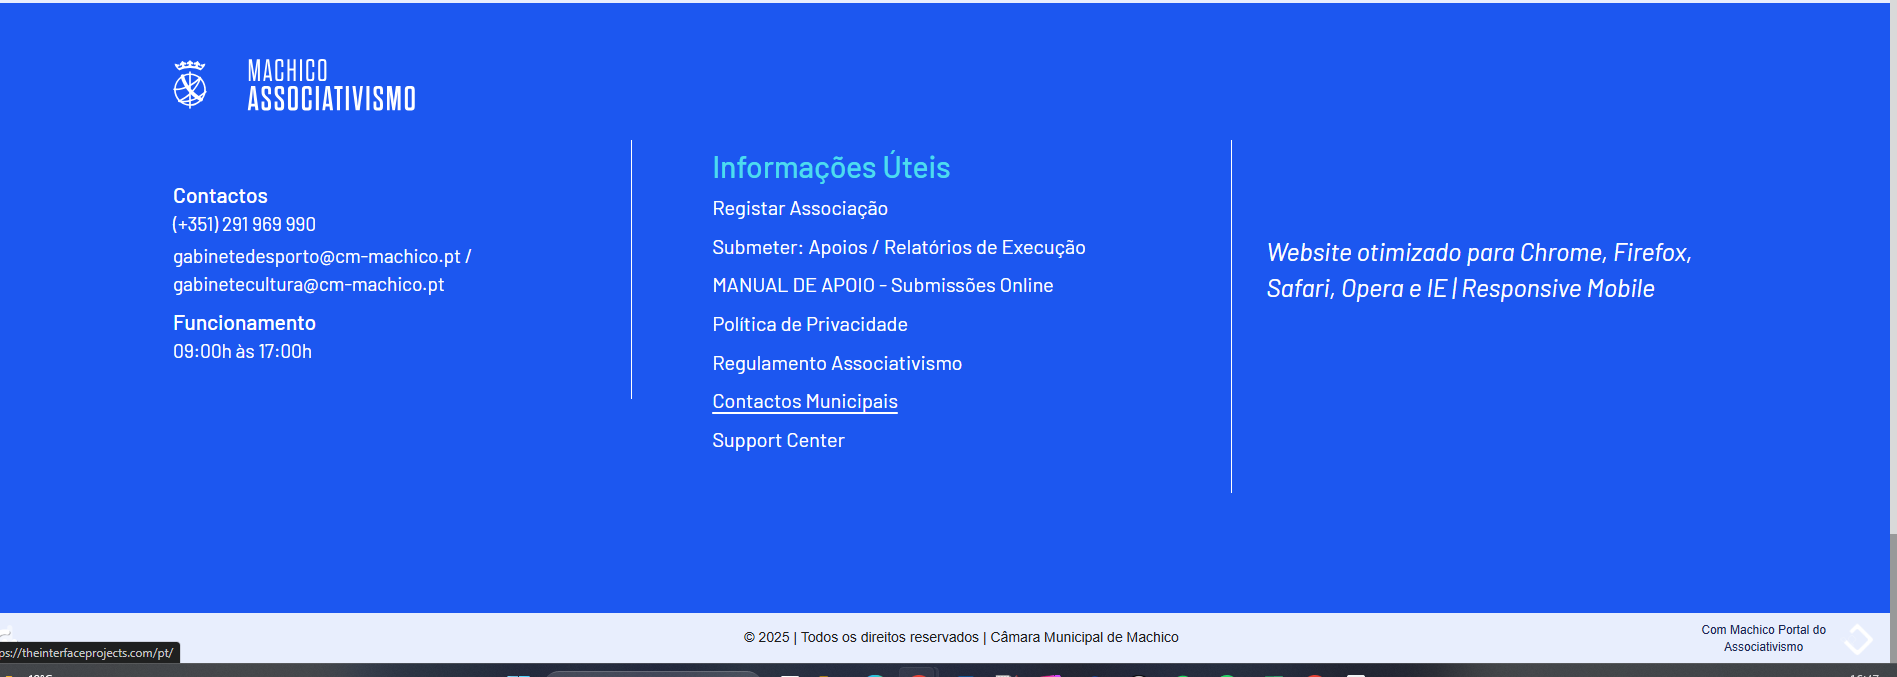 MACHICO
ASSOCIATIVISMO
Contactos
(+351) 291 969 990
gabinetedesporto@cm-machico.pt /
gabinetecultura@cm-machico.pt
Funcionamento
09:00h às 17:00h
Informações Úteis
Registar Associação
Submeter: Apoios / Relatórios de Execução
MANUAL DE APOIO - Submissões Online
Política de Privacidade
Regulamento Associativismo
Contactos Municipais
Support Center
Website otimizado para Chrome, Firefox,
Safari, Opera e IE | Responsive Mobile
© 2025 | Todos os direitos reservados | Câmara Municipal de Machico
Com Machico Portal do
Associativismo
ps://theinterfaceprojects.com/pt/